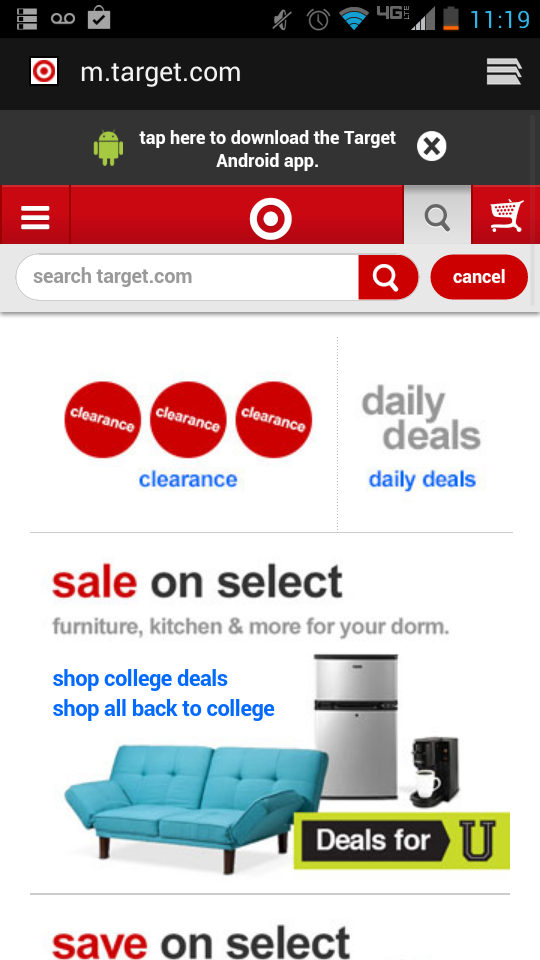 4G LTE 11:19
m.target.com
tap here to download the Target
Android app.
search target.com
cancel
clearance clearance clearance
clearance
daily
deals
daily deals
sale on select
furniture, kitchen & more for your dorm.
shop college deals
shop all back to college
Deals for U
save on select